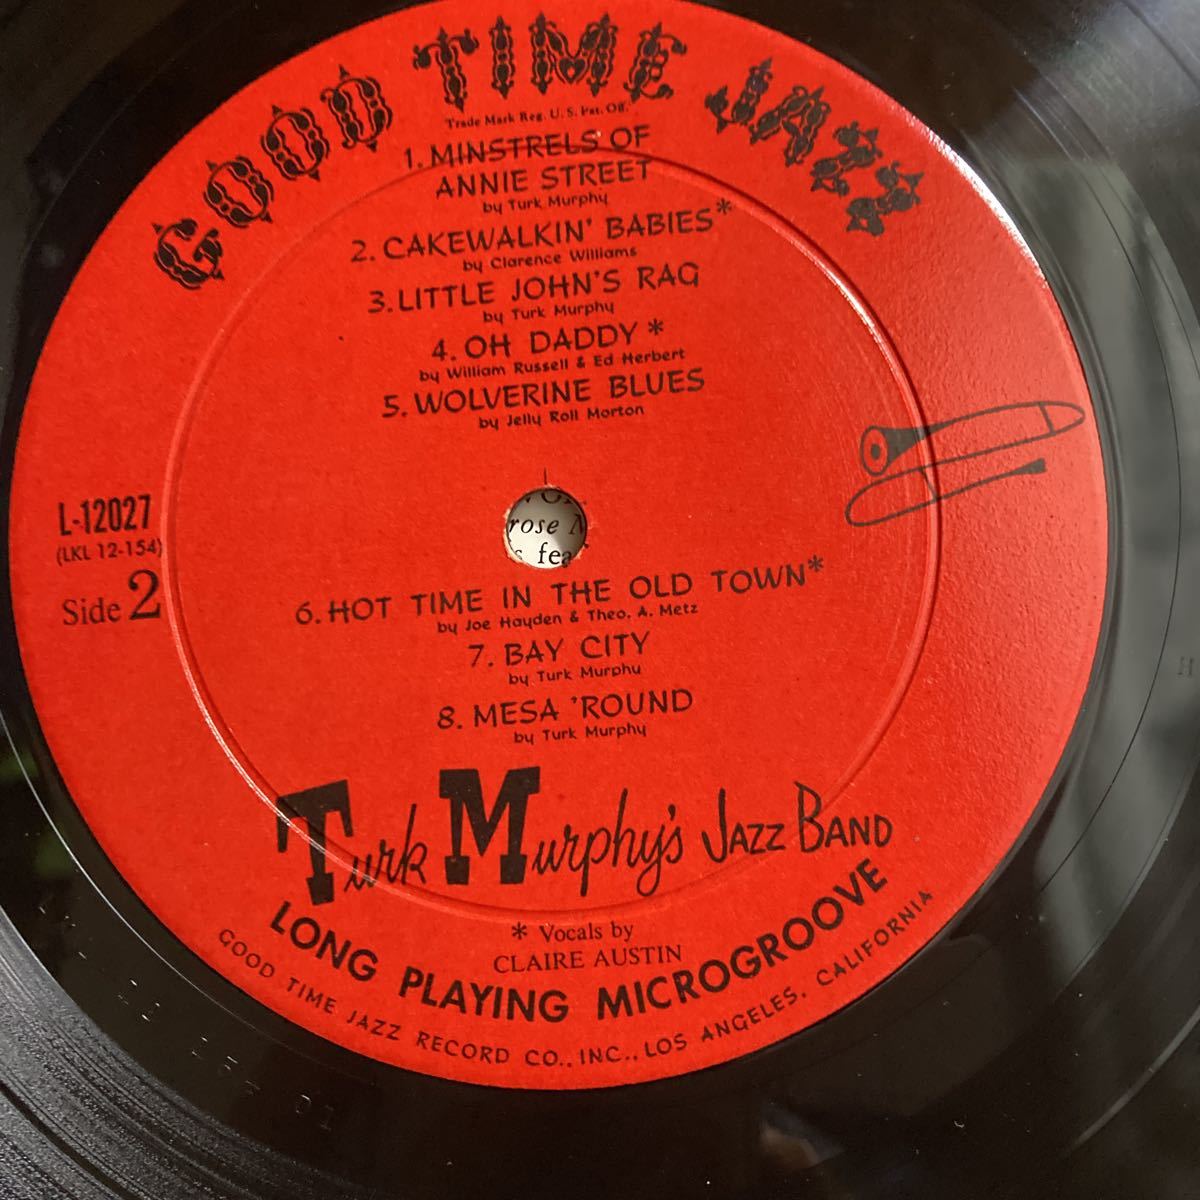 GOOD TIME JAZZ
Trade Mark Reg. U.S. Pat. Off.
1. MINSTRELS OF
ANNIE STREET
by Turk Murphy
2. CAKEWALKIN' BABIES*
by Clarence Williams
3. LITTLE JOHN'S RAG
by Turk Murphy
4. OH DADDY *
by William Russell & Ed Herbert
5. WOLVERINE BLUES
by Jelly Roll Morton
L-12027
(LKL 12-154)
Side 2
rose
fea
6. HOT TIME IN THE OLD TOWN*
by Joe Hayden & Theo. A. Metz
7. BAY CITY
by Turk Murphy
8. MESA 'ROUND
by Turk Murphy
Turk Murphy's JAZZ BAND
* Vocals by
CLAIRE AUSTIN
LONG PLAYING MICROGROOVE
GOOD TIME JAZZ RECORD CO., INC., LOS ANGELES, CALIFORNIA